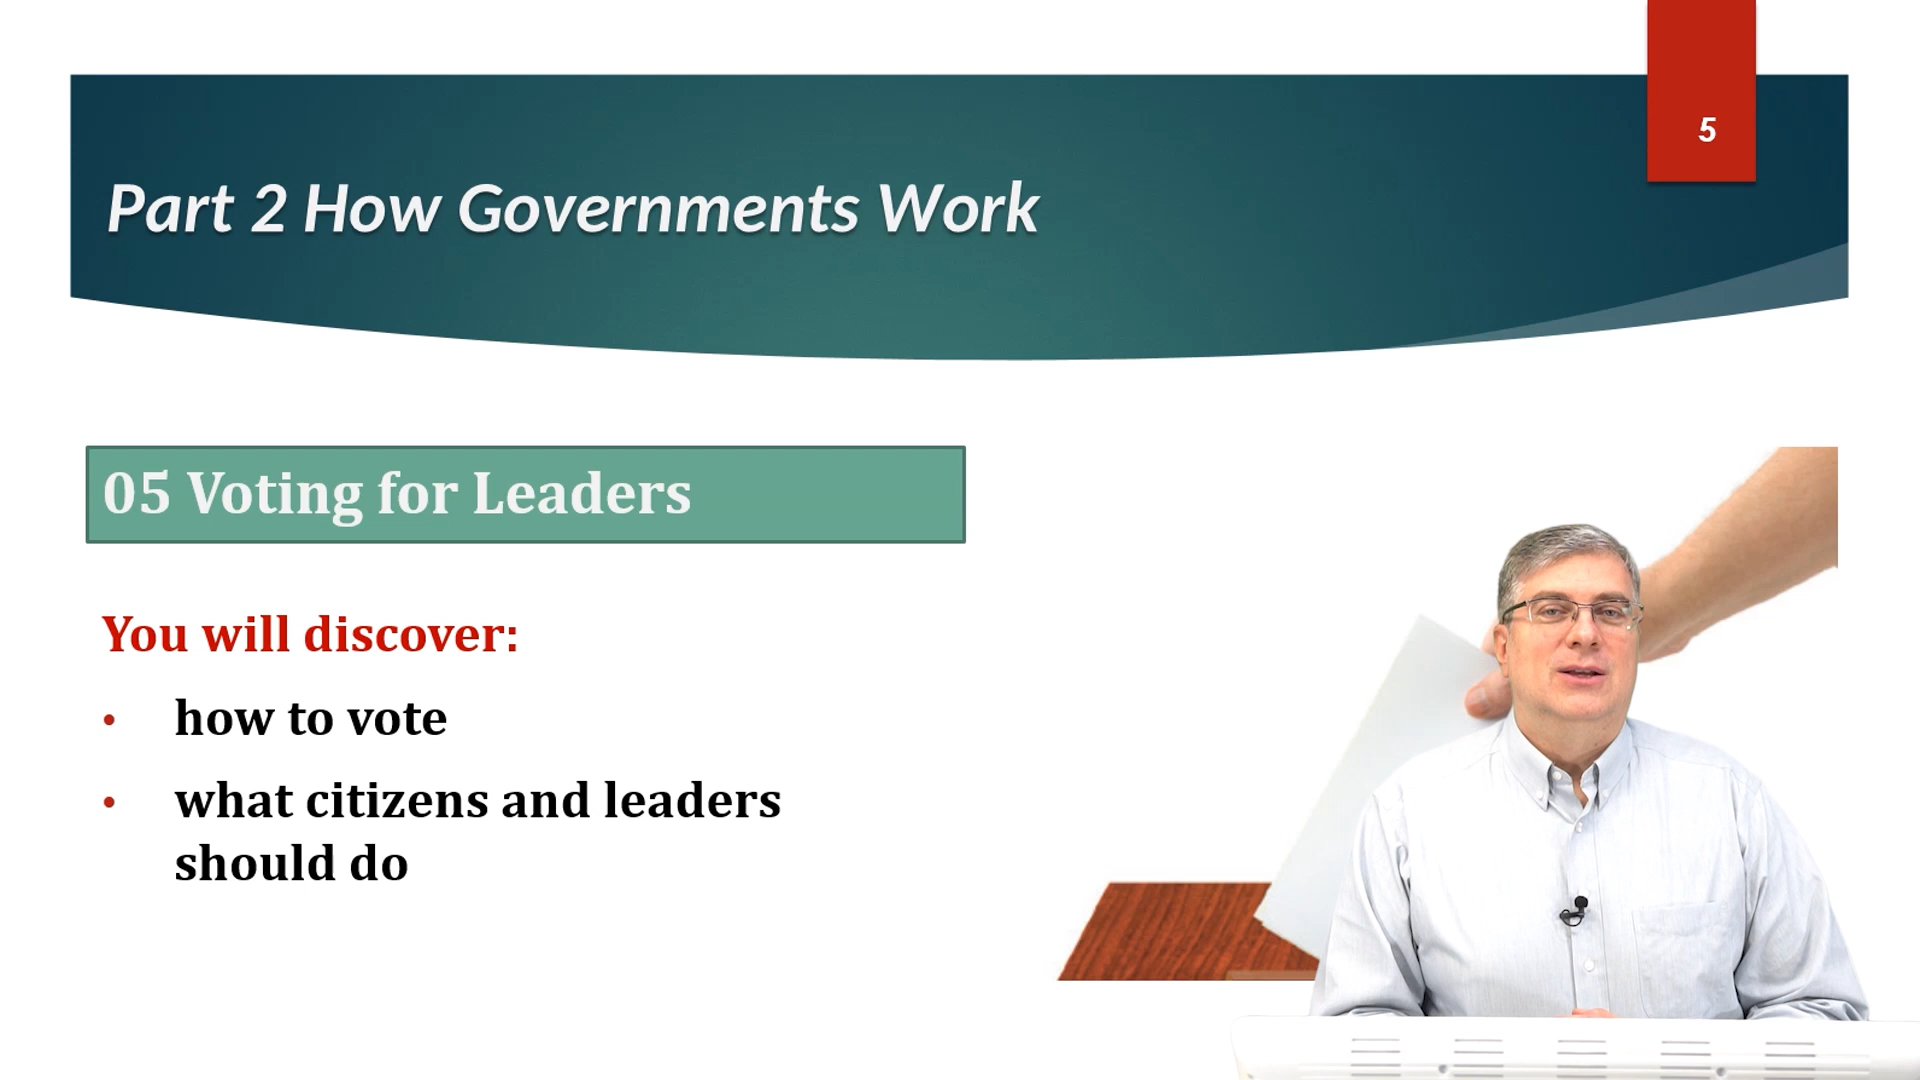 5
Part 2 How Governments Work
05 Voting for Leaders
You will discover:
• how to vote
• what citizens and leaders
should do